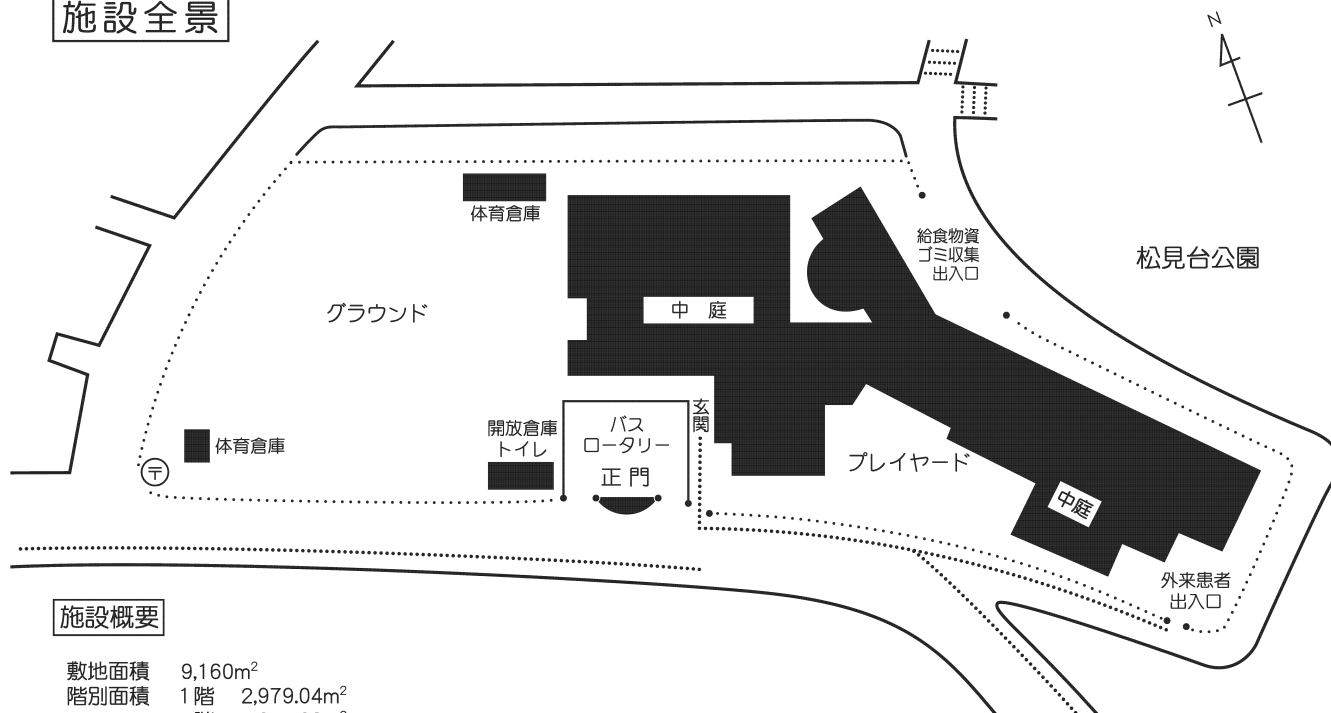 施設全景
N
体育倉庫
給食物資
ゴミ収集
出入口
松見台公園
グラウンド
中 庭
玄関
バス
ロータリー
正門
開放倉庫
トイレ
体育倉庫
〒
プレイヤード
中庭
外来患者
出入口
施設概要
敷地面積 9,160m²
階別面積 1階 2,979.04m²